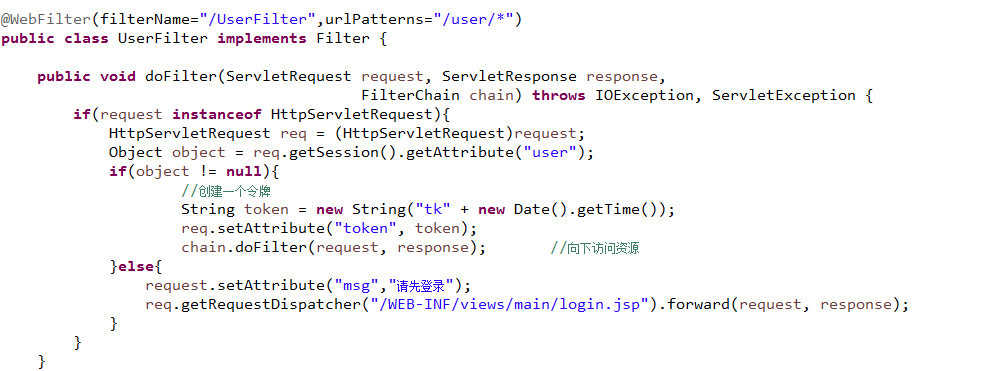 @WebFilter(filterName="/UserFilter",urlPatterns="/user/*")
public class UserFilter implements Filter {
public void doFilter(ServletRequest request, ServletResponse response,
FilterChain chain) throws IOException, ServletException {
if(request instanceof HttpServletRequest){
HttpServletRequest req = (HttpServletRequest)request;
Object object = req.getSession().getAttribute("user");
if(object != null){
//创建一个令牌
String token = new String("tk" + new Date().getTime());
req.setAttribute("token", token);
chain.doFilter(request, response); //向下访问资源
}else{
request.setAttribute("msg","请先登录");
req.getRequestDispatcher("/WEB-INF/views/main/login.jsp").forward(request, response);
}
}
}